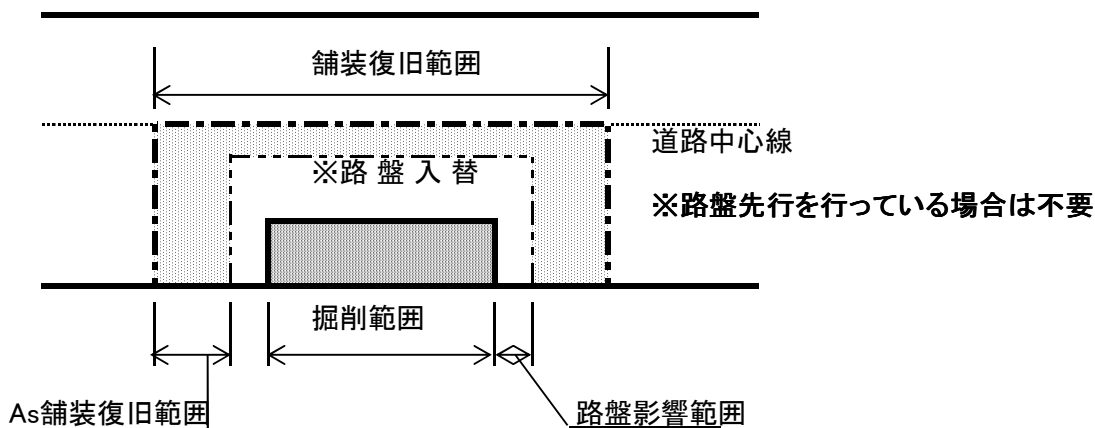 舗装復旧範囲
道路中心線
※路 盤 入 替
※路盤先行を行っている場合は不要
掘削範囲
As舗装復旧範囲
路盤影響範囲